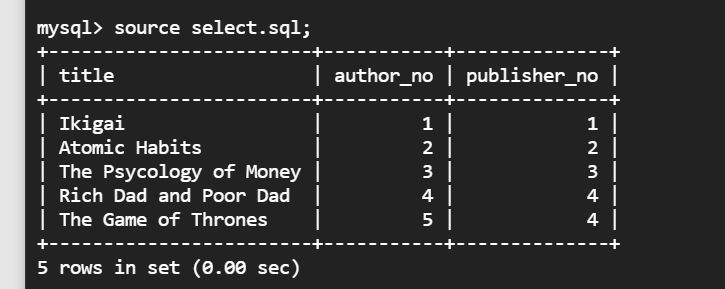 mysql> source select.sql;
+------------------------+-----------+--------------+
| title                  | author_no | publisher_no |
+------------------------+-----------+--------------+
| Ikigai                 |         1 |            1 |
| Atomic Habits          |         2 |            2 |
| The Psycology of Money |         3 |            3 |
| Rich Dad and Poor Dad  |         4 |            4 |
| The Game of Thrones    |         5 |            4 |
+------------------------+-----------+--------------+
5 rows in set (0.00 sec)